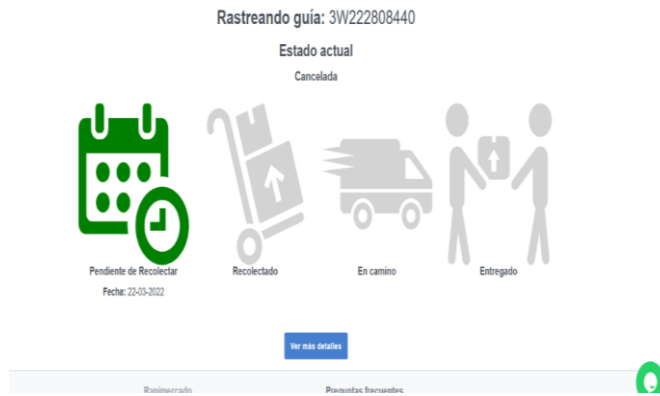 Rastreando guía: 3W222808440
Estado actual
Cancelada
Pendiente de Recolectar
Recolectado
En camino
Entregado
Fecha: 22-03-2022
Ver más detalles
Rapimercado
Preguntas frecuentes